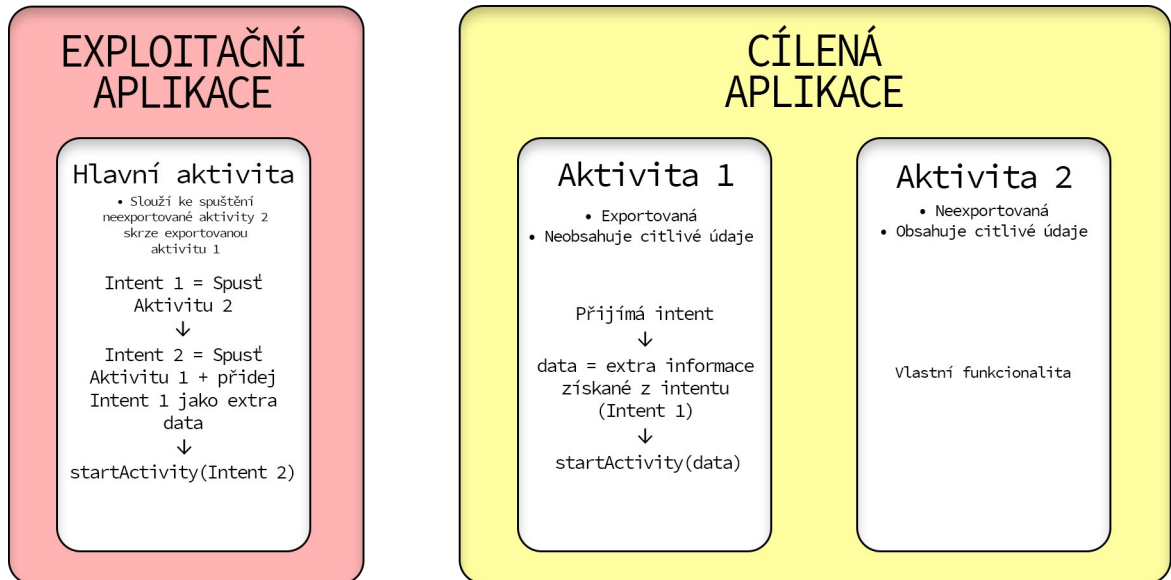 EXPLOITAČNÍ
APLIKACE
Hlavní aktivita
• Slouží ke spuštění
neexportované aktivity 2
skrze exportovanou
aktivitu 1
Intent 1 = Spusť
Aktivitu 2
↓
Intent 2 = Spusť
Aktivitu 1 + přidej
Intent 1 jako extra
data
↓
startActivity(Intent 2)
CÍLENÁ
APLIKACE
Aktivita 1
• Exportovaná
• Neobsahuje citlivé údaje
Přijímá intent
↓
data = extra informace
získané z intentu
(Intent 1)
↓
startActivity(data)
Aktivita 2
• Neexportovaná
• Obsahuje citlivé údaje
Vlastní funkcionalita